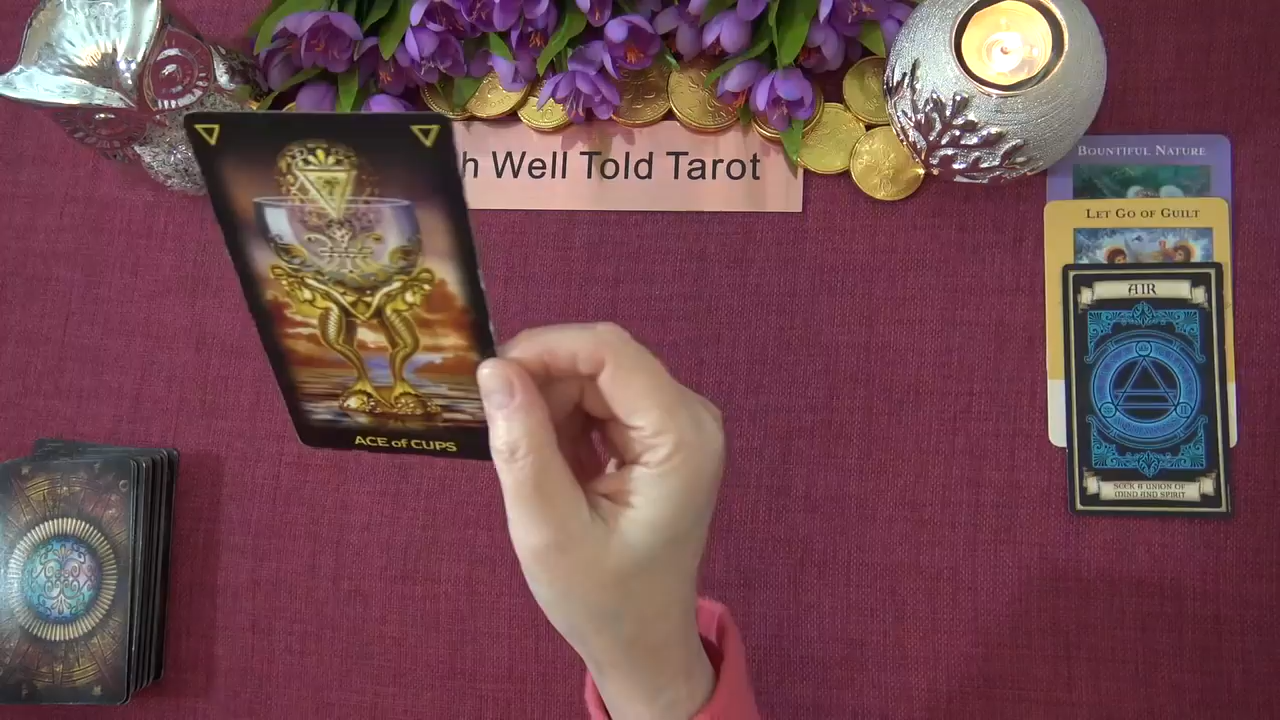 h Well Told Tarot
BOUNTIFUL NATURE
LET GO OF GUILT
AIR
SEEK A UNION OF
MIND AND SPIRIT
ACE of CUPS